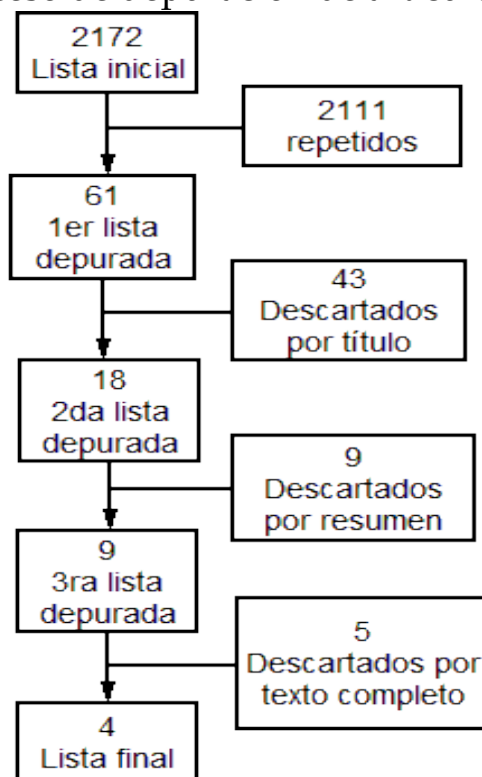 2172
Lista inicial
2111
repetidos
61
1er lista
depurada
43
Descartados
por título
18
2da lista
depurada
9
Descartados
por resumen
9
3ra lista
depurada
5
Descartados por
texto completo
4
Lista final